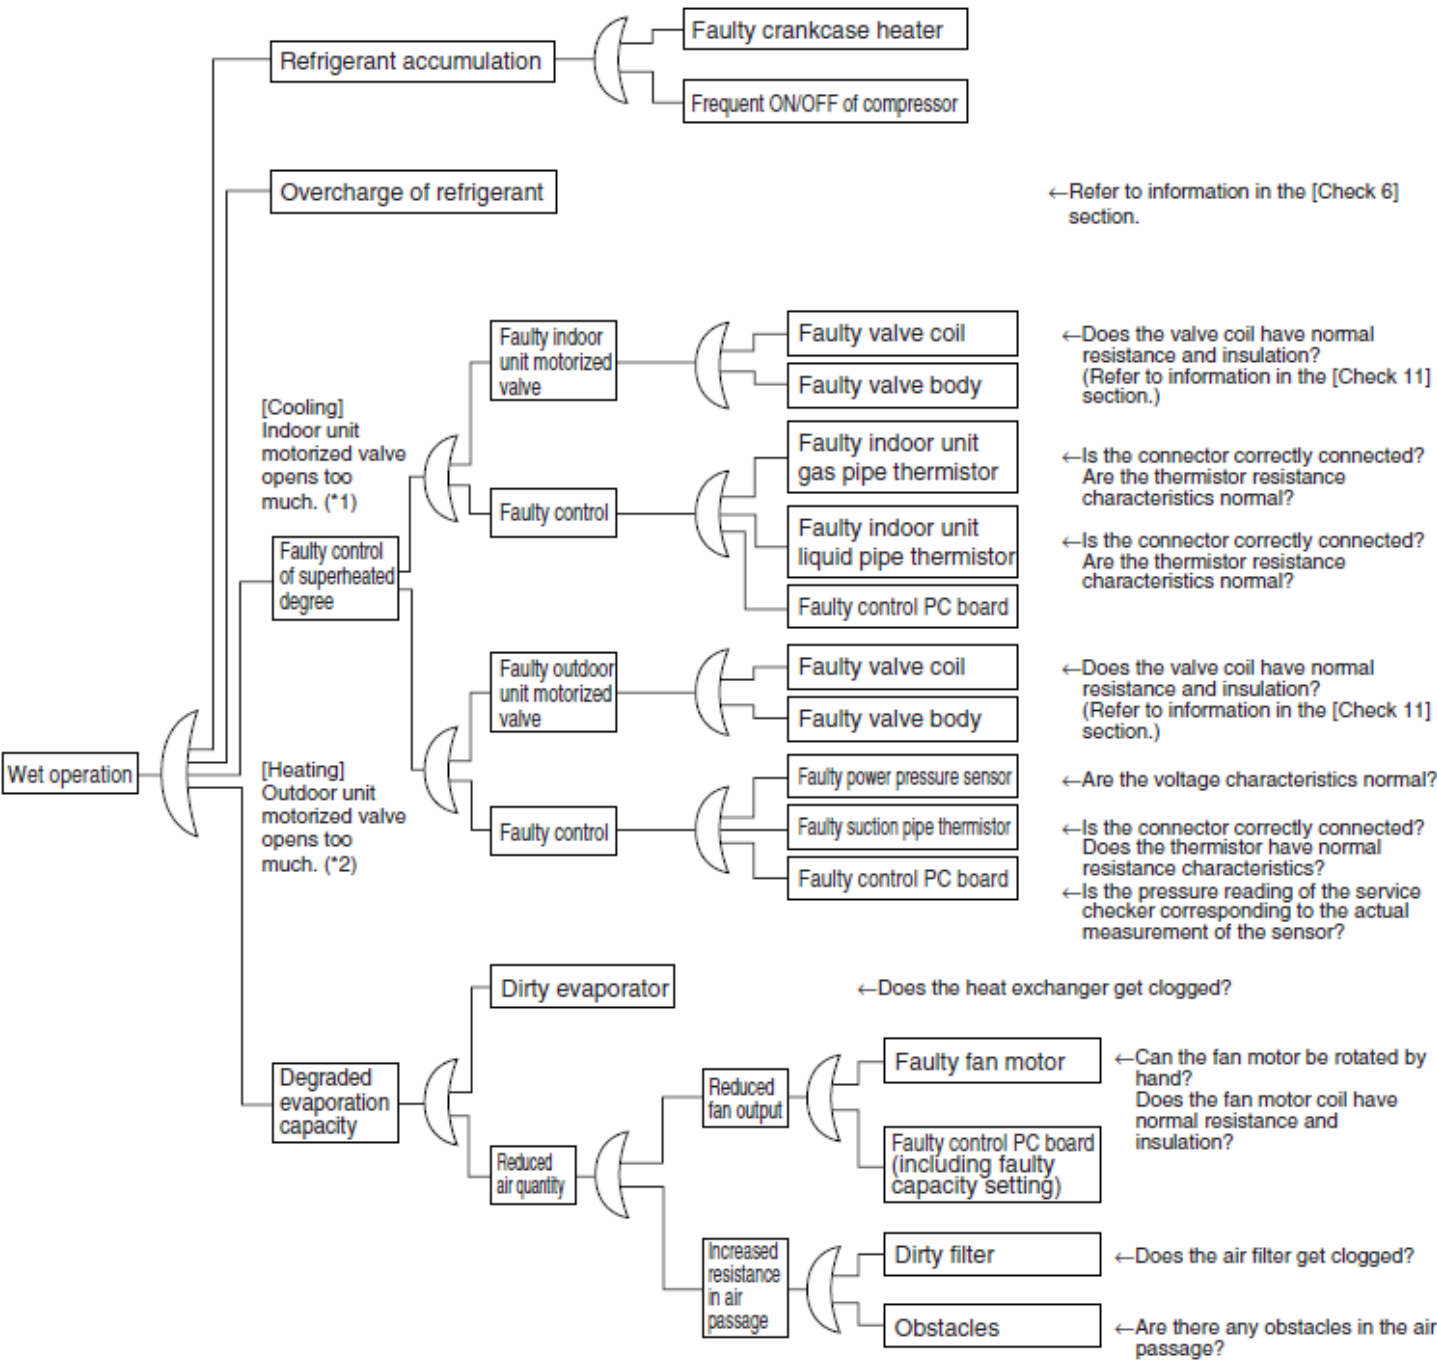 Faulty crankcase heater
Refrigerant accumulation
Frequent ON/OFF of compressor
Overcharge of refrigerant
←Refer to information in the [Check 6]
section.
[Cooling]
Indoor unit
motorized valve
opens too
much. (*1)
Faulty indoor
unit motorized
valve
Faulty valve coil
←Does the valve coil have normal
resistance and insulation?
(Refer to information in the [Check 11]
section.)
Faulty valve body
Faulty control
Faulty indoor unit
gas pipe thermistor
←Is the connector correctly connected?
Are the thermistor resistance
characteristics normal?
Faulty indoor unit
liquid pipe thermistor
←Is the connector correctly connected?
Are the thermistor resistance
characteristics normal?
Faulty control PC board
Faulty control
of superheated
degree
Faulty outdoor
unit motorized
valve
Faulty valve coil
←Does the valve coil have normal
resistance and insulation?
(Refer to information in the [Check 11]
section.)
Faulty valve body
Wet operation
[Heating]
Outdoor unit
motorized valve
opens too
much. (*2)
Faulty control
Faulty power pressure sensor
←Are the voltage characteristics normal?
Faulty suction pipe thermistor
←Is the connector correctly connected?
Does the thermistor have normal
resistance characteristics?
Faulty control PC board
←Is the pressure reading of the service
checker corresponding to the actual
measurement of the sensor?
Dirty evaporator
←Does the heat exchanger get clogged?
Degraded
evaporation
capacity
Reduced
air quantity
Reduced
fan output
Faulty fan motor
←Can the fan motor be rotated by
hand?
Does the fan motor coil have
normal resistance and
insulation?
Faulty control PC board
(including faulty
capacity setting)
Increased
resistance
in air
passage
Dirty filter
←Does the air filter get clogged?
Obstacles
←Are there any obstacles in the air
passage?